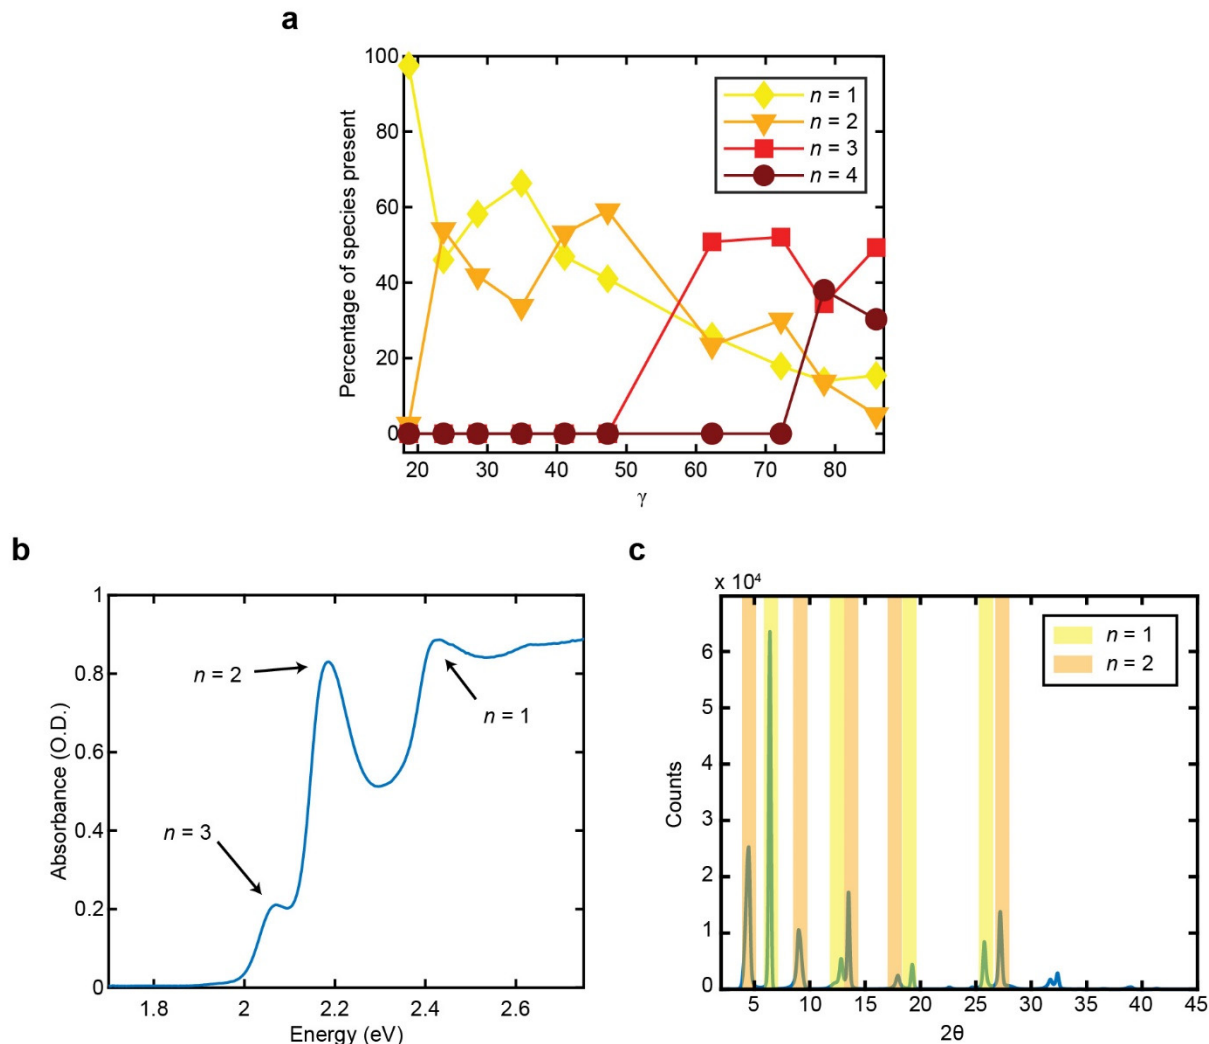 a
100
80
60
40
20
0
Percentage of species present
20 30 40 50 60 70 80
γ
n = 1
n = 2
n = 3
n = 4
b
1
0.8
0.6
0.4
0.2
0
Absorbance (O.D.)
n = 2
n = 1
n = 3
1.8 2 2.2 2.4 2.6
Energy (eV)
c
x 10⁴
6
5
4
3
2
1
0
Counts
n = 1
n = 2
5 10 15 20 25 30 35 40 45
2θ